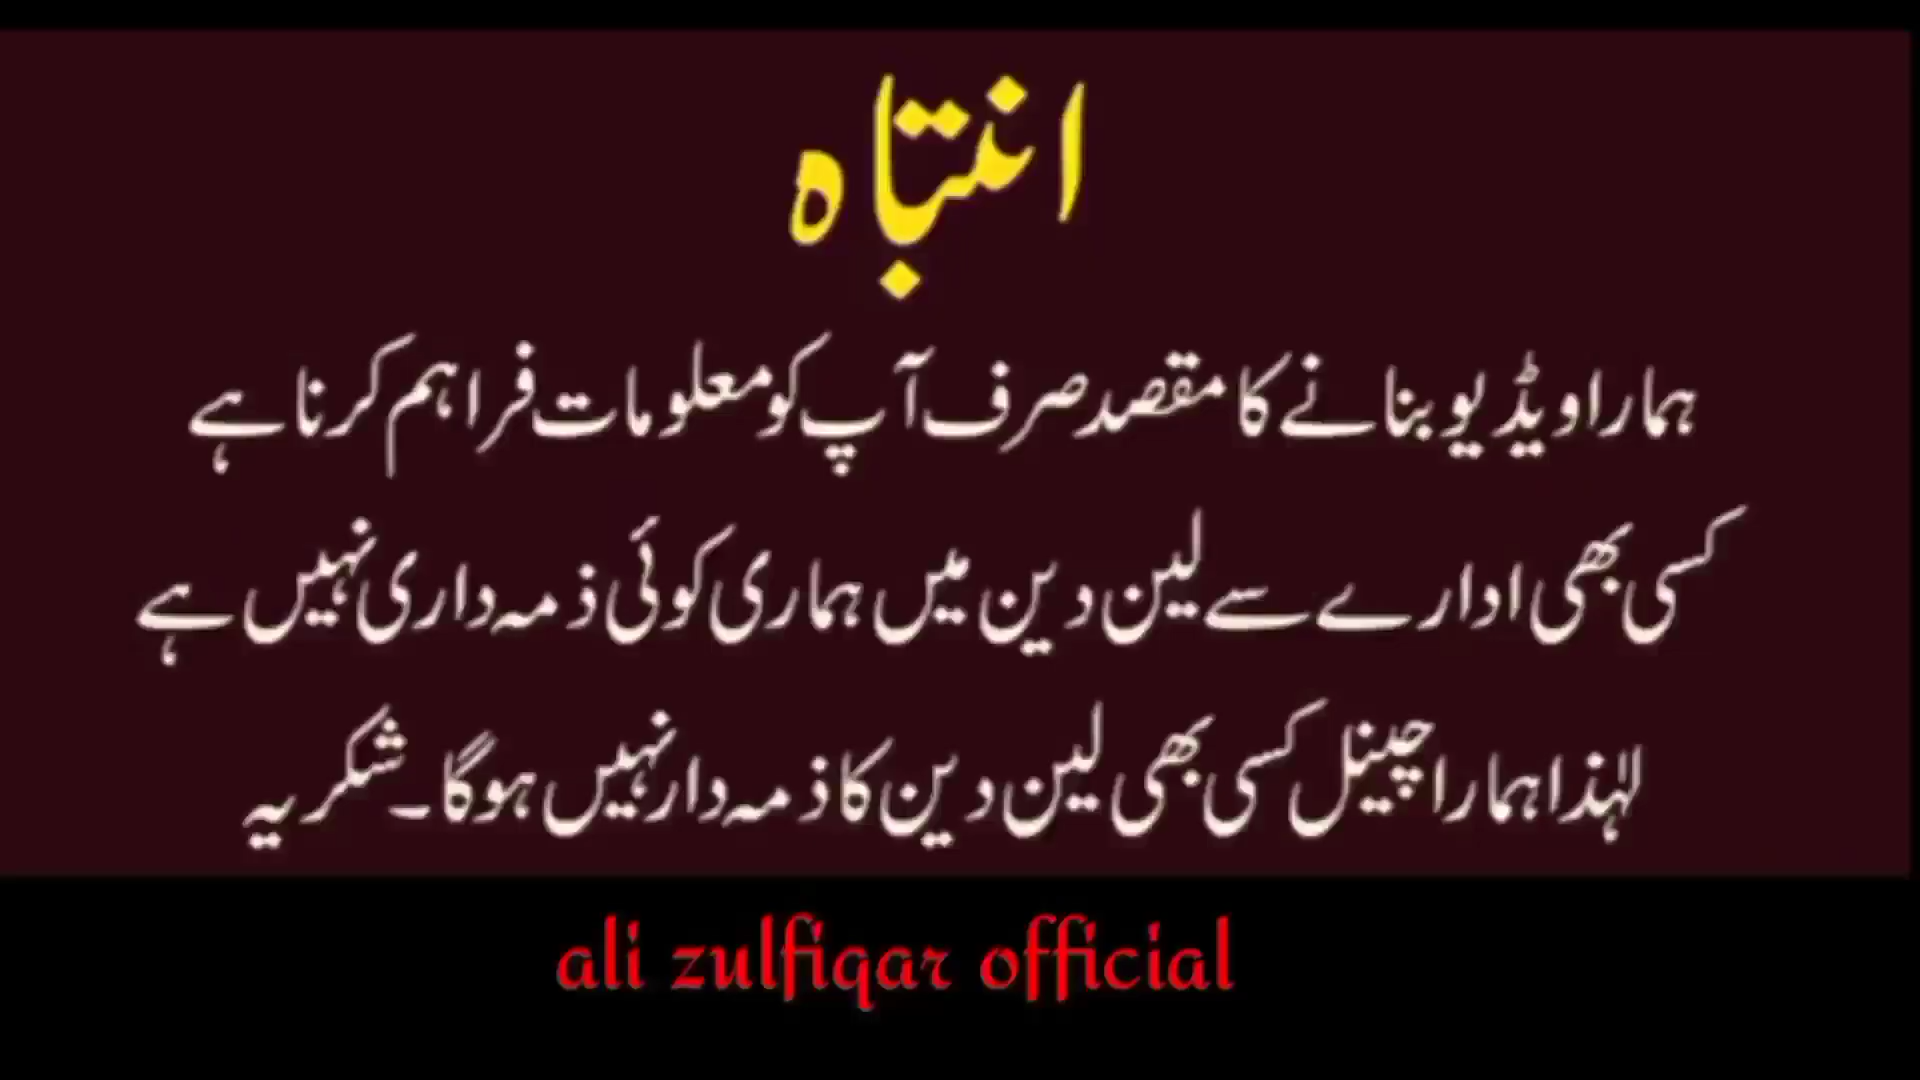 انتباہ
ہمارا ویڈیو بنانے کا مقصد صرف آپ کو معلومات فراہم کرنا ہے
کسی بھی ادارے سے لین دین میں ہماری کوئی ذمہ داری نہیں ہے
لہٰذا ہمارا چینل کسی بھی لین دین کا ذمہ دار نہیں ہوگا۔ شکریہ
ali zulfiqar official